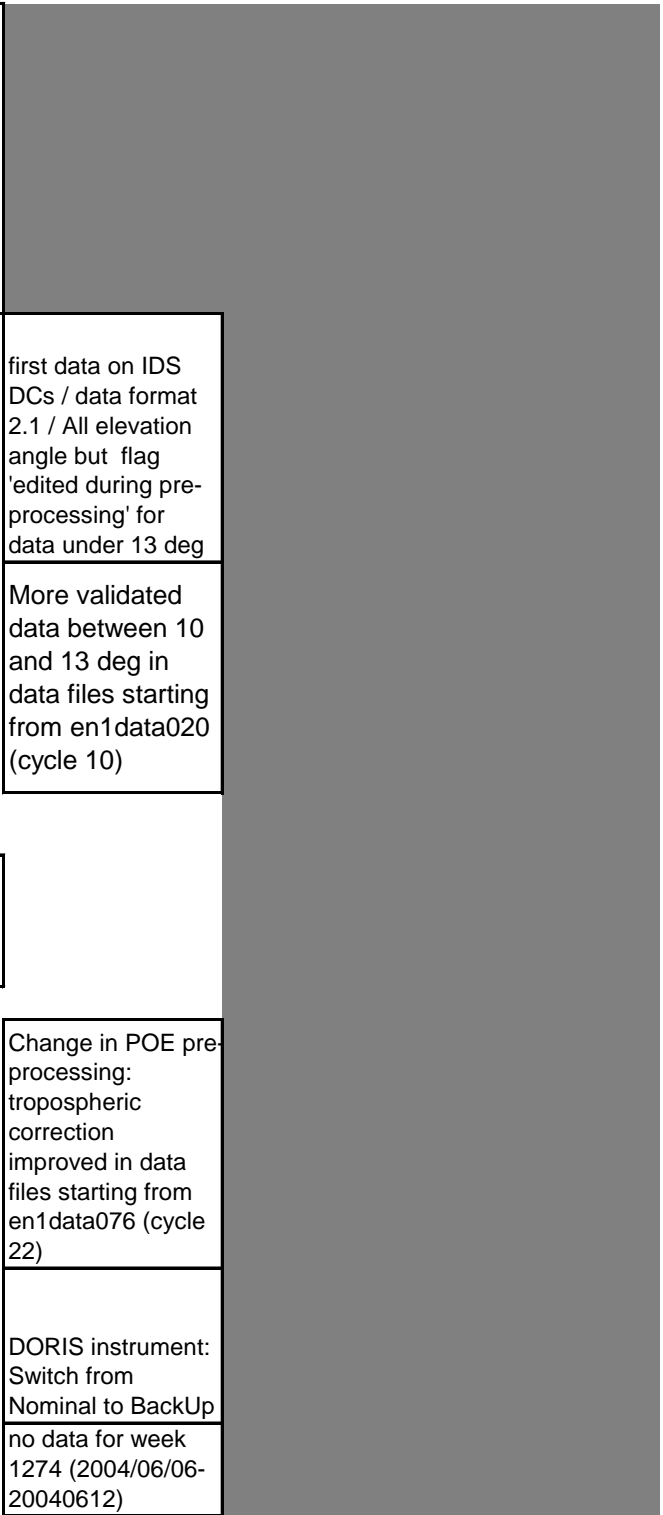 first data on IDS
DCs / data format
2.1 / All elevation
angle but  flag
'edited during pre-
processing' for
data under 13 deg
More validated
data between 10
and 13 deg in
data files starting
from en1data020
(cycle 10)
Change in POE pre-
processing:
tropospheric
correction
improved in data
files starting from
en1data076 (cycle
22)
DORIS instrument:
Switch from
Nominal to BackUp
no data for week
1274 (2004/06/06-
20040612)